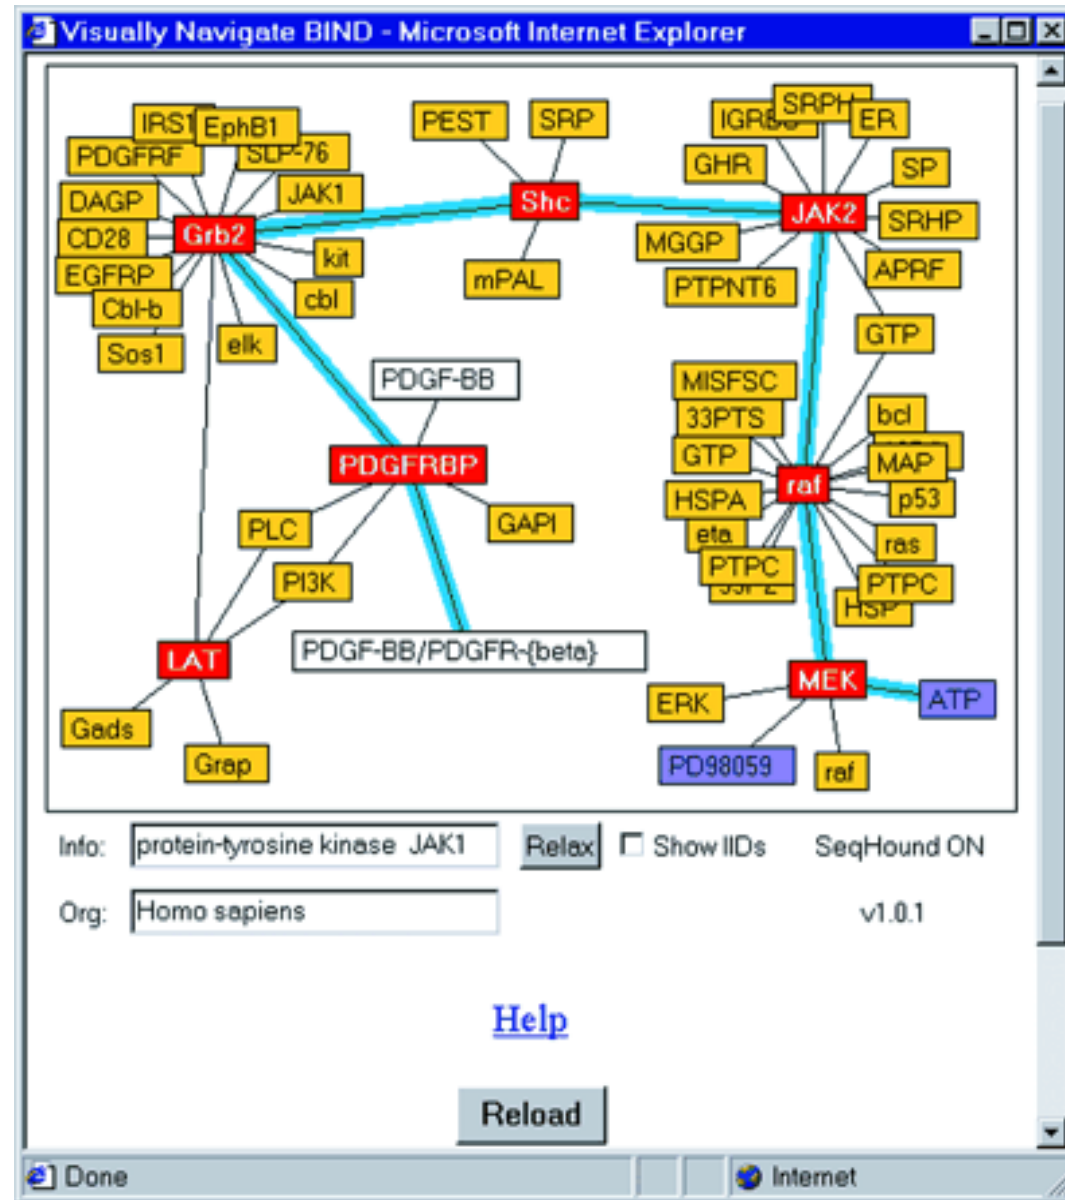 Visually Navigate BIND - Microsoft Internet Explorer
IRS1
EphB1
PEST
SRP
SRPH
ER
PDGFRF
SLP-76
GHR
SP
DAGP
JAK1
Shc
JAK2
SRHP
CD28
Grb2
kit
MGGP
EGFRP
mPAL
PTPNT6
APRF
Cbl-b
cbl
Sos1
elk
GTP
PDGF-BB
MISFSC
33PTS
bcl
PDGFRBP
GTP
MAP
raf
HSPA
p53
PLC
GAPI
eta
ras
PI3K
PTPC
PTPC
HSP
PDGF-BB/PDGFR-{beta}
LAT
MEK
ERK
ATP
Gads
Grap
PD98059
raf
Info: protein-tyrosine kinase JAK1 Relax Show IIDs SeqHound ON
Org: Homo sapiens v1.0.1
Help
Reload
Done Internet